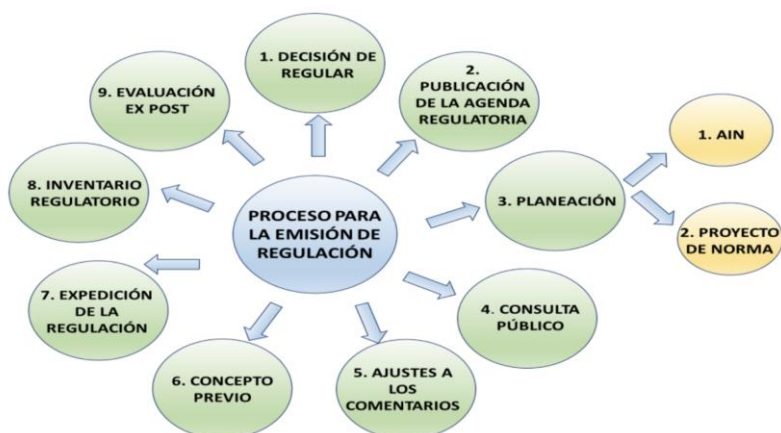 PROCESO PARA
LA EMISIÓN DE
REGULACIÓN
1. DECISIÓN DE
REGULAR
2.
PUBLICACIÓN
DE LA AGENDA
REGULATORIA
3. PLANEACIÓN
1. AIN
2. PROYECTO
DE NORMA
4. CONSULTA
PÚBLICO
5. AJUSTES A
LOS
COMENTARIOS
6. CONCEPTO
PREVIO
7. EXPEDICIÓN
DE LA
REGULACIÓN
8. INVENTARIO
REGULATORIO
9. EVALUACIÓN
EX POST